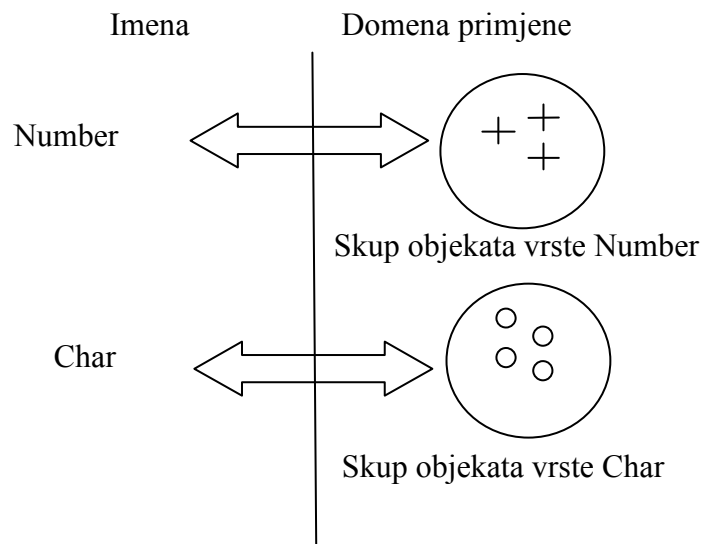 Imena Domena primjene
Number
Skup objekata vrste Number
Char
Skup objekata vrste Char